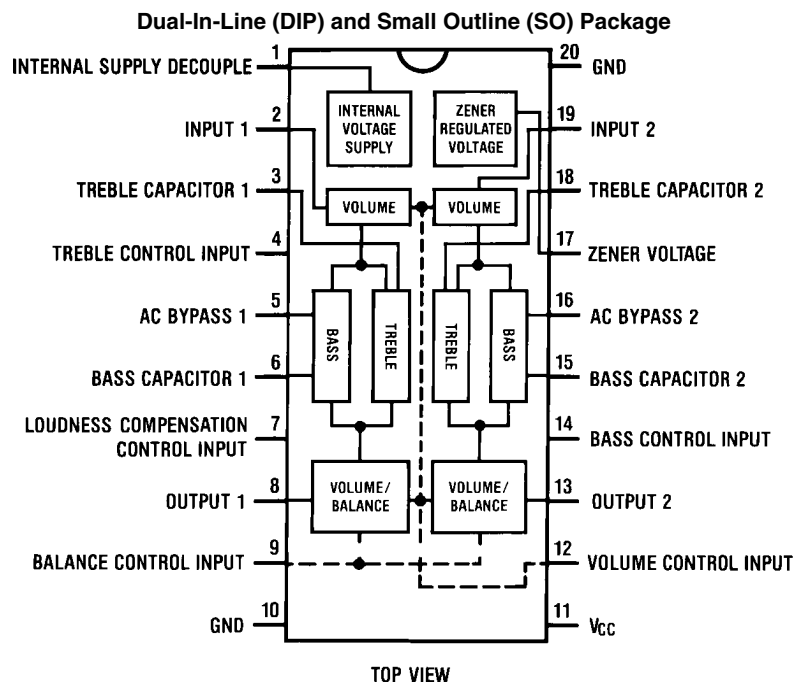 Dual-In-Line (DIP) and Small Outline (SO) Package
1
INTERNAL SUPPLY DECOUPLE
20
GND
INTERNAL
VOLTAGE
SUPPLY
ZENER
REGULATED
VOLTAGE
2
INPUT 1
19
INPUT 2
3
TREBLE CAPACITOR 1
18
TREBLE CAPACITOR 2
VOLUME
VOLUME
4
TREBLE CONTROL INPUT
17
ZENER VOLTAGE
5
AC BYPASS 1
16
AC BYPASS 2
BASS
TREBLE
TREBLE
BASS
6
BASS CAPACITOR 1
15
BASS CAPACITOR 2
7
LOUDNESS COMPENSATION
CONTROL INPUT
14
BASS CONTROL INPUT
8
OUTPUT 1
VOLUME/
BALANCE
VOLUME/
BALANCE
13
OUTPUT 2
9
BALANCE CONTROL INPUT
12
VOLUME CONTROL INPUT
10
GND
11
VCC
TOP VIEW